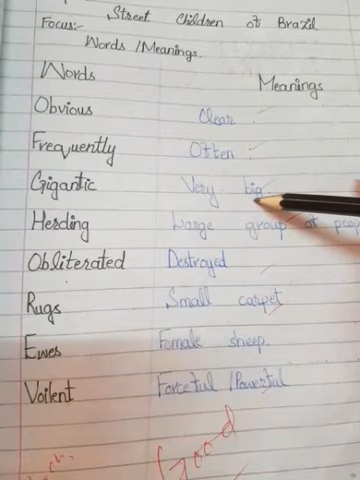 Street Children of Brazil
Focus:-
Words / Meanings.
Words Meanings
Obvious Clear
Frequently Often
Gigantic Very big
Herding Large group of peop
Obliterated Destroyed
Rugs Small carpet
Ewes Female sheep.
Voilent Forceful / Powerful
Good